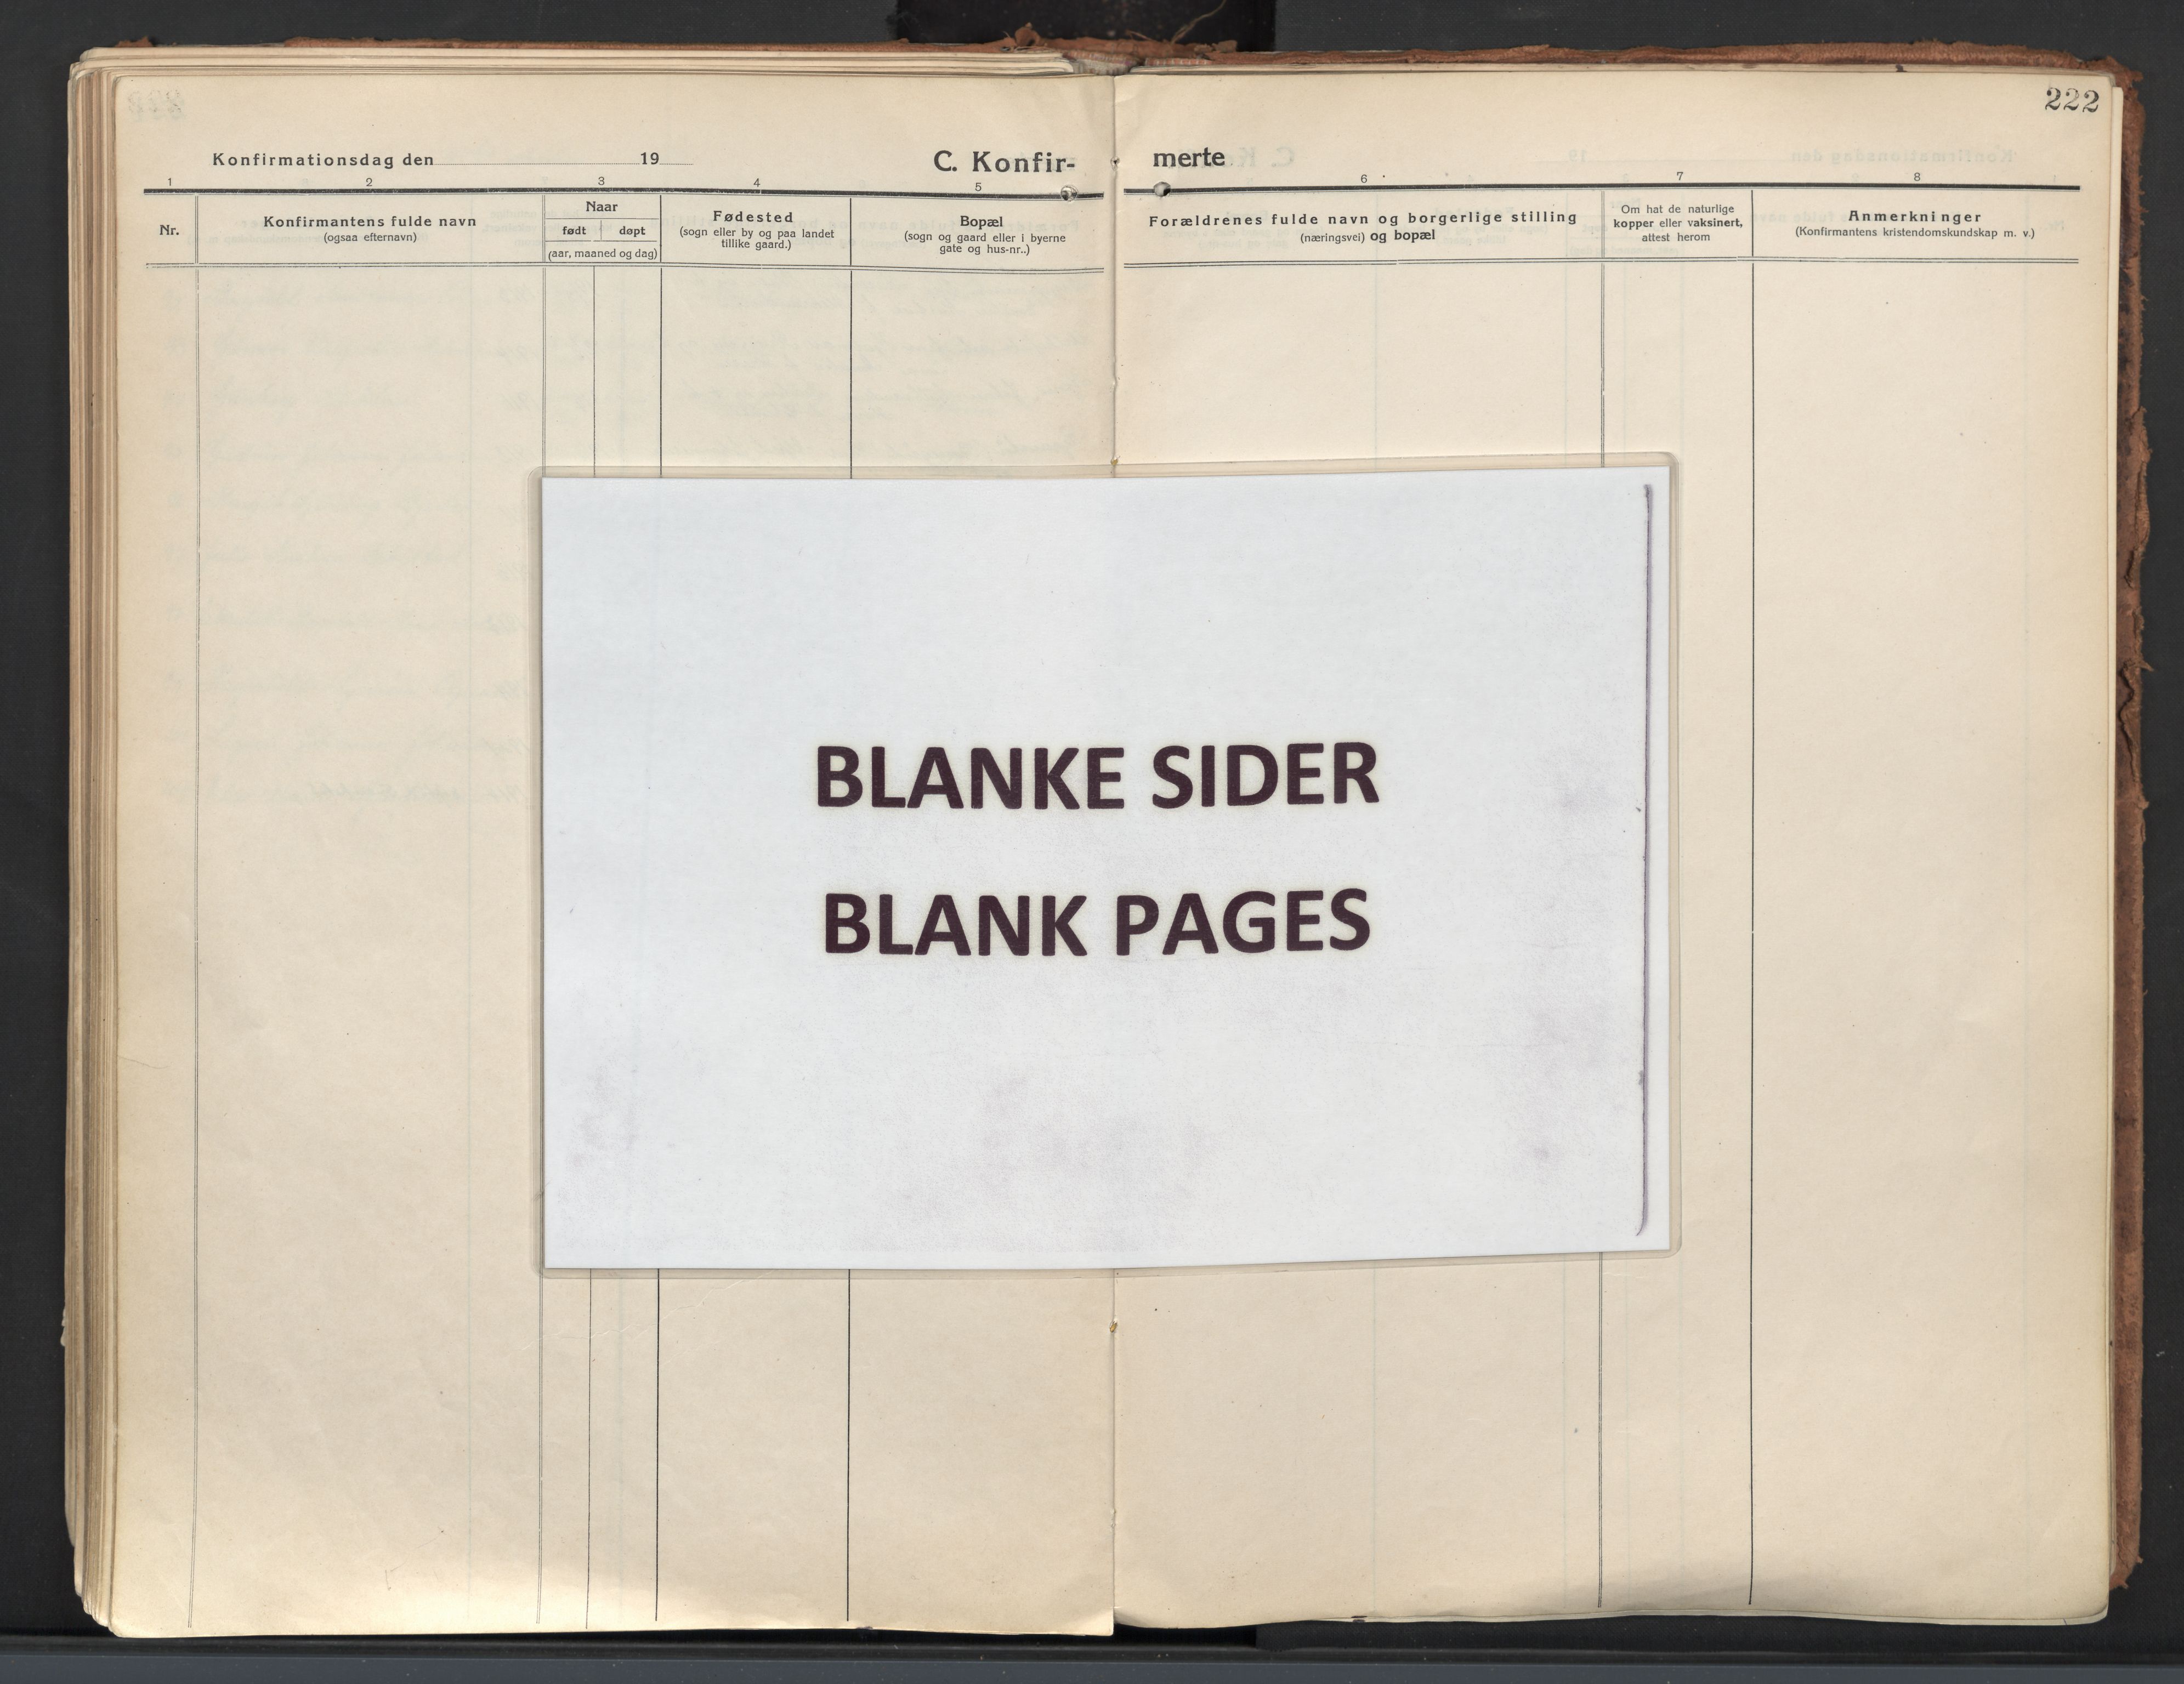 222
Konfirmationsdag den 19
C. Konfir-
merte
1 2 3 4 5 6 7 8
Nr.
Konfirmantens fulde navn
(ogsaa efternavn)
Naar
født døpt
(aar, maaned og dag)
Fødested
(sogn eller by og paa landet
tillike gaard.)
Bopæl
(sogn og gaard eller i byerne
gate og hus-nr..)
Forældrenes fulde navn og borgerlige stilling
(næringsvei) og bopæl
Om hat de naturlige
kopper eller vaksinert,
attest herom
Anmerkninger
(Konfirmantens kristendomskundskap m. v.)
BLANKE SIDER
BLANK PAGES